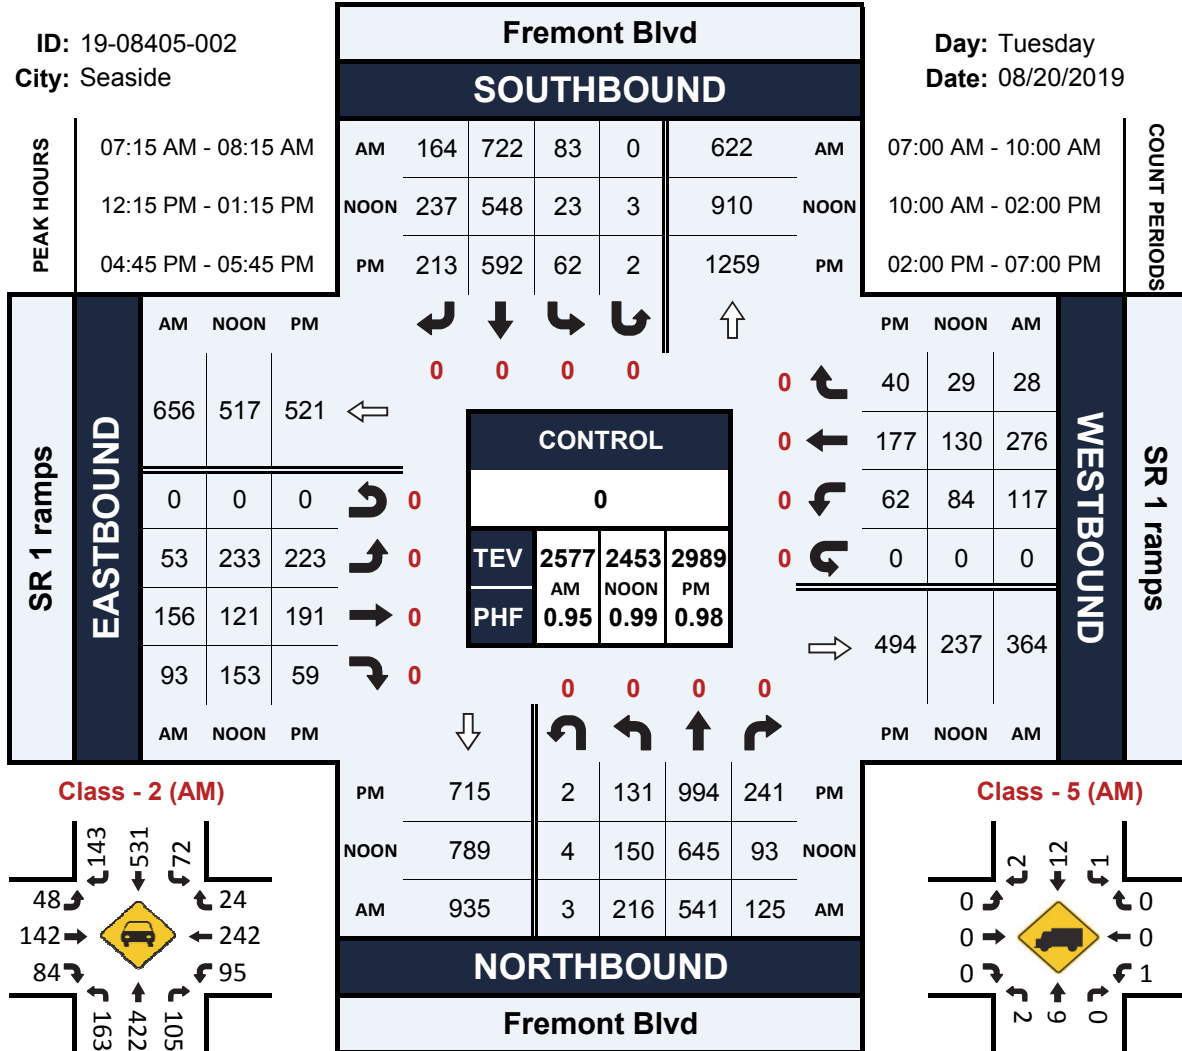 ID: 19-08405-002
City: Seaside
Fremont Blvd
SOUTHBOUND
Day: Tuesday
Date: 08/20/2019
PEAK HOURS
07:15 AM - 08:15 AM
12:15 PM - 01:15 PM
04:45 PM - 05:45 PM
AM 164 722 83 0 622 AM
NOON 237 548 23 3 910 NOON
PM 213 592 62 2 1259 PM
07:00 AM - 10:00 AM
10:00 AM - 02:00 PM
02:00 PM - 07:00 PM
COUNT PERIODS
0 0 0 0
SR 1 ramps
EASTBOUND
AM NOON PM
656 517 521
0 0 0 0
53 233 223 0
156 121 191 0
93 153 59 0
AM NOON PM
CONTROL
0
TEV 2577 2453 2989
AM NOON PM
PHF 0.95 0.99 0.98
PM NOON AM
0 40 29 28
0 177 130 276
0 62 84 117
0 0 0 0
494 237 364
PM NOON AM
WESTBOUND
SR 1 ramps
0 0 0 0
PM 715 2 131 994 241 PM
NOON 789 4 150 645 93 NOON
AM 935 3 216 541 125 AM
NORTHBOUND
Fremont Blvd
Class - 2 (AM)
143 531 72
48 24
142 242
84 95
163 422 105
Class - 5 (AM)
2 12 1
0 0
0 0
0 1
2 9 0